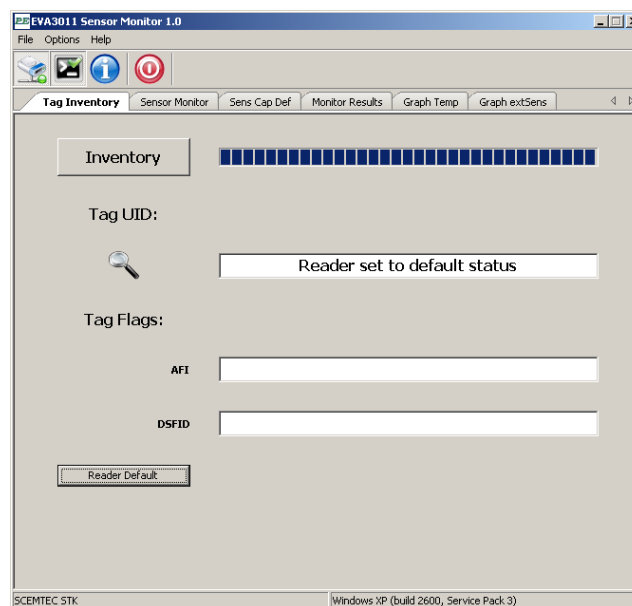 PE EVA3011 Sensor Monitor 1.0
File Options Help
Tag Inventory Sensor Monitor Sens Cap Def Monitor Results Graph Temp Graph extSens
Inventory
Tag UID:
Reader set to default status
Tag Flags:
AFI
DSFID
Reader Default
SCEMTEC STK Windows XP (build 2600, Service Pack 3)